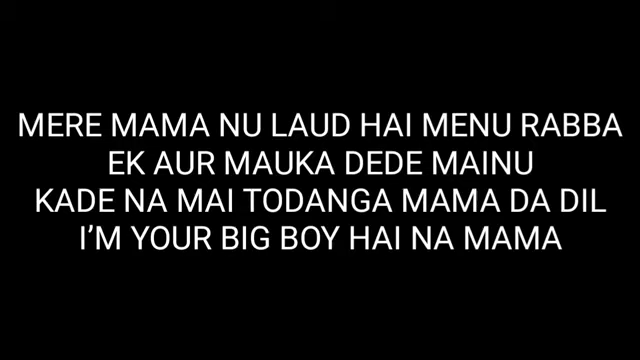 MERE MAMA NU LAUD HAI MENU RABBA
EK AUR MAUKA DEDE MAINU
KADE NA MAI TODANGA MAMA DA DIL
I’M YOUR BIG BOY HAI NA MAMA